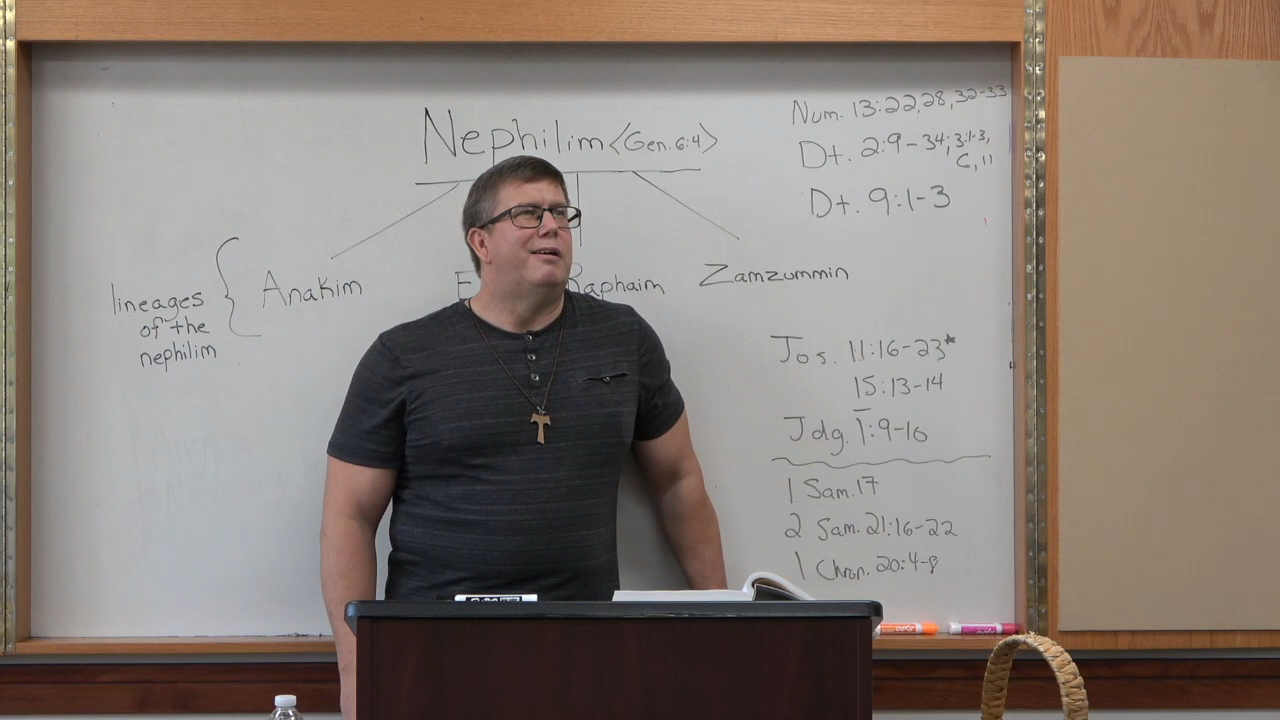 Nephilim <Gen. 6:4>
lineages
of the
nephilim
{ Anakim
Raphaim
Zamzummin
Num. 13:22,28, 32-33
Dt. 2:9-34; 3:1-3,
6, 11
Dt. 9:1-3
Jos. 11:16-23*
15:13-14
Jdg. 1:9-10
1 Sam. 17
2 Sam. 21:16-22
1 Chron. 20:4-8